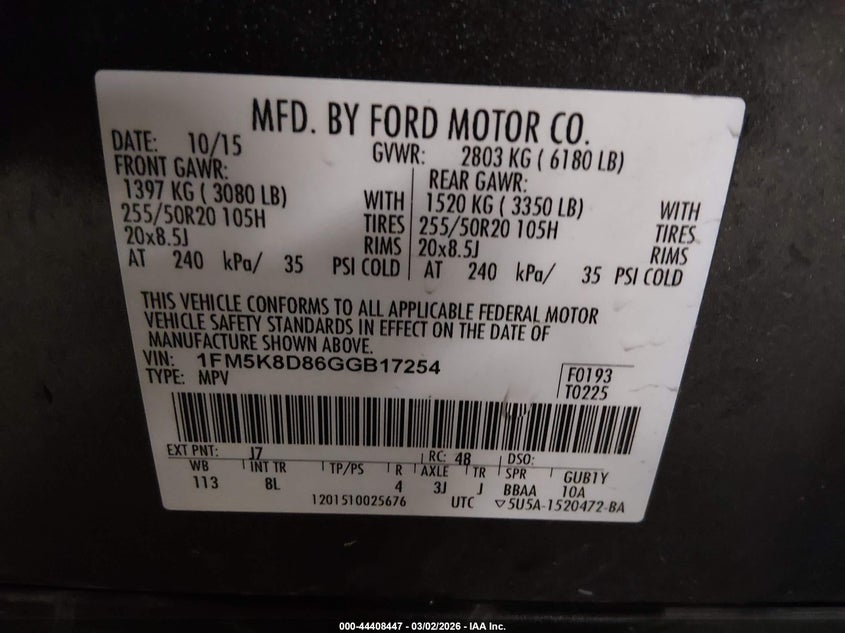 MFD. BY FORD MOTOR CO.
DATE: 10/15 GVWR: 2803 KG ( 6180 LB)
FRONT GAWR: REAR GAWR:
1397 KG ( 3080 LB) WITH 1520 KG ( 3350 LB) WITH
255/50R20 105H TIRES 255/50R20 105H TIRES
20x8.5J RIMS 20x8.5J RIMS
AT 240 kPa/ 35 PSI COLD AT 240 kPa/ 35 PSI COLD
THIS VEHICLE CONFORMS TO ALL APPLICABLE FEDERAL MOTOR
VEHICLE SAFETY STANDARDS IN EFFECT ON THE DATE OF
MANUFACTURE SHOWN ABOVE.
VIN: 1FM5K8D86GGB17254
TYPE: MPV F0193
T0225
EXT PNT: J7 RC: 48 DSO:
WB INT TR TP/PS R AXLE TR SPR GUB1Y
113 8L 4 3J J BBAA 10A
1201510025676 UTC ▽5U5A-1520472-BA
000-44408447 - 03/02/2026 - IAA Inc.